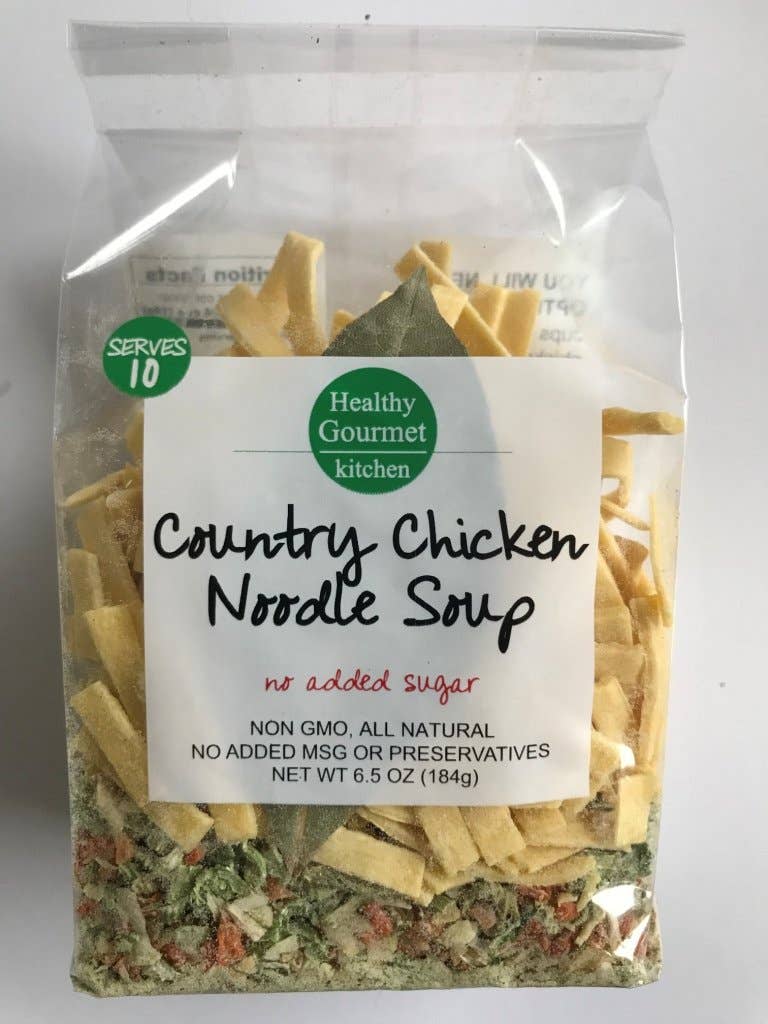 SERVES
10
Healthy
Gourmet
kitchen
Country Chicken
Noodle Soup
no added sugar
NON GMO, ALL NATURAL
NO ADDED MSG OR PRESERVATIVES
NET WT 6.5 OZ (184g)